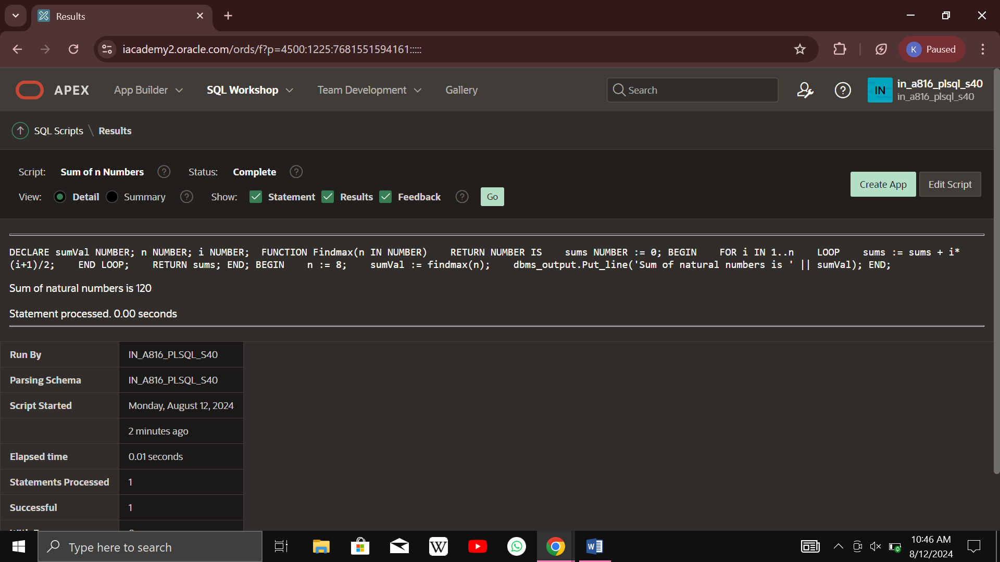 Results
iacademy2.oracle.com/ords/f?p=4500:1225:7681551594161:::::
K Paused
APEX App Builder SQL Workshop Team Development Gallery Search ? IN in_a816_plsql_s40
in_a816_plsql_s40
SQL Scripts \ Results
Script: Sum of n Numbers ? Status: Complete ?
View: Detail Summary ? Show: Statement Results Feedback ? Go
Create App Edit Script
DECLARE sumVal NUMBER; n NUMBER; i NUMBER;  FUNCTION Findmax(n IN NUMBER)    RETURN NUMBER IS    sums NUMBER := 0; BEGIN    FOR i IN 1..n    LOOP    sums := sums + i*
(i+1)/2;    END LOOP;    RETURN sums; END; BEGIN    n := 8;    sumVal := findmax(n);    dbms_output.Put_line('Sum of natural numbers is ' || sumVal); END;
Sum of natural numbers is 120
Statement processed. 0.00 seconds
Run By IN_A816_PLSQL_S40
Parsing Schema IN_A816_PLSQL_S40
Script Started Monday, August 12, 2024
2 minutes ago
Elapsed time 0.01 seconds
Statements Processed 1
Successful 1
Type here to search
W
W
10:46 AM
8/12/2024